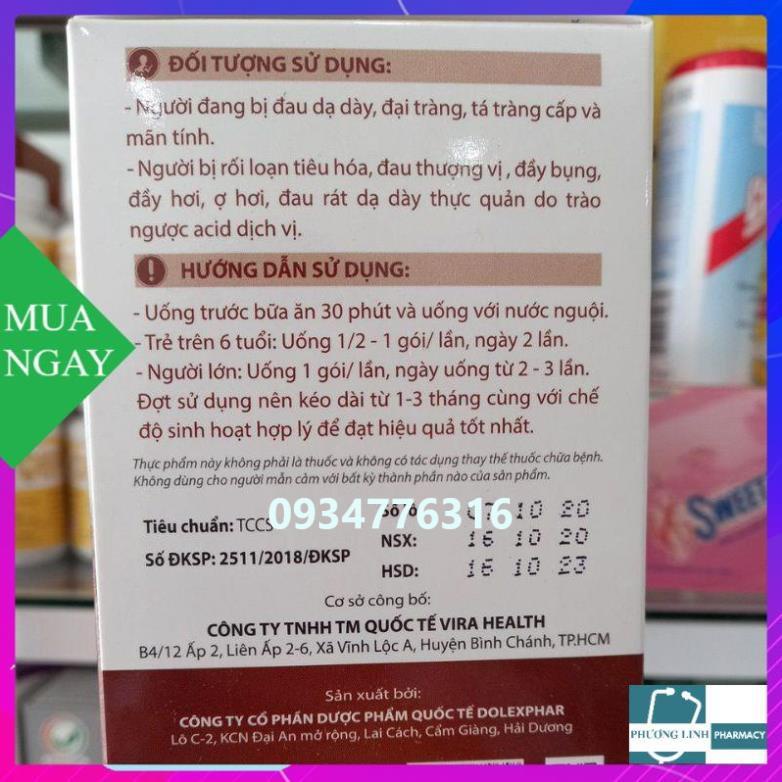 ĐỐI TƯỢNG SỬ DỤNG:
- Người đang bị đau dạ dày, đại tràng, tá tràng cấp và
mãn tính.
- Người bị rối loạn tiêu hóa, đau thượng vị , đầy bụng,
đầy hơi, ợ hơi, đau rát dạ dày thực quản do trào
ngược acid dịch vị.
HƯỚNG DẪN SỬ DỤNG:
- Uống trước bữa ăn 30 phút và uống với nước nguội.
- Trẻ trên 6 tuổi: Uống 1/2 - 1 gói/ lần, ngày 2 lần.
- Người lớn: Uống 1 gói/ lần, ngày uống từ 2 - 3 lần.
Đợt sử dụng nên kéo dài từ 1-3 tháng cùng với chế
độ sinh hoạt hợp lý để đạt hiệu quả tốt nhất.
Thực phẩm này không phải là thuốc và không có tác dụng thay thế thuốc chữa bệnh.
Không dùng cho người mẫn cảm với bất kỳ thành phần nào của sản phẩm.
MUA
NGAY
0934776316
Tiêu chuẩn: TCCS
Số ĐKSP: 2511/2018/ĐKSP
10 20
NSX: 16 10 20
HSD: 16 10 23
Cơ sở công bố:
CÔNG TY TNHH TM QUỐC TẾ VIRA HEALTH
B4/12 Ấp 2, Liên Ấp 2-6, Xã Vĩnh Lộc A, Huyện Bình Chánh, TP.HCM
Sản xuất bởi:
CÔNG TY CỔ PHẦN DƯỢC PHẨM QUỐC TẾ DOLEXPHAR
Lô C-2, KCN Đại An mở rộng, Lai Cách, Cẩm Giàng, Hải Dương
SWEET
PHƯƠNG LINH PHARMACY